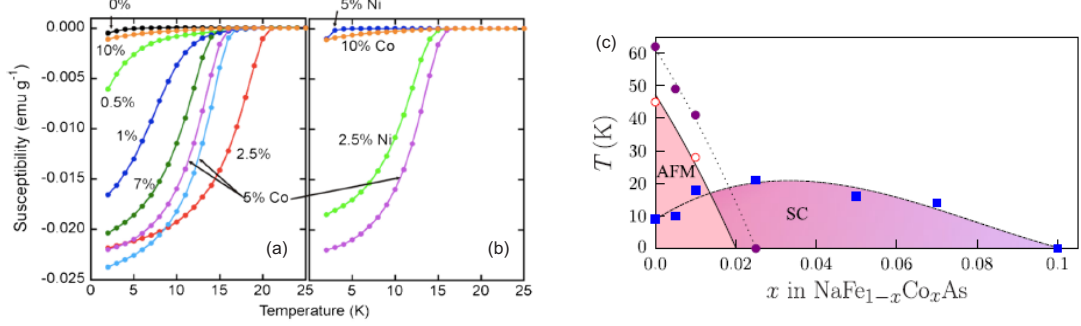 0%
5% Ni
0.000
-0.005
-0.010
-0.015
-0.020
-0.025
Susceptibility (emu g⁻¹)
10%
0.5%
1%
7%
2.5%
5% Co
(a)
0 5 10 15 20 25
10% Co
2.5% Ni
(b)
0 5 10 15 20 25
Temperature (K)
(c)
60
50
40
30
20
10
0
T (K)
AFM
SC
0.0 0.02 0.04 0.06 0.08 0.1
x in NaFe₁₋ₓCoₓAs